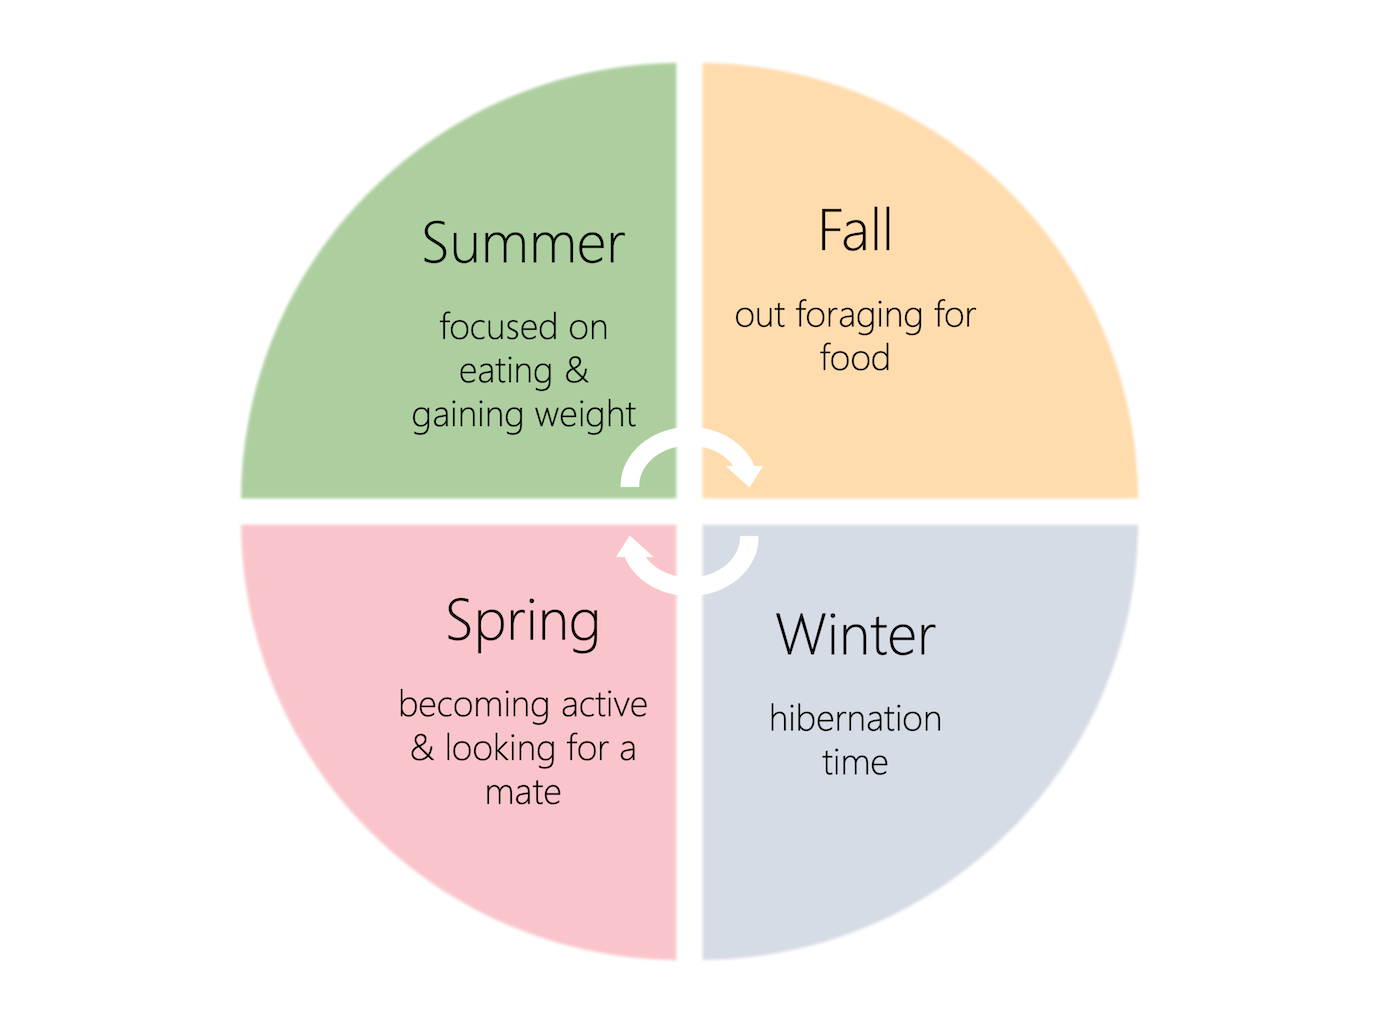 Summer
focused on
eating &
gaining weight
Fall
out foraging for
food
Spring
becoming active
& looking for a
mate
Winter
hibernation
time